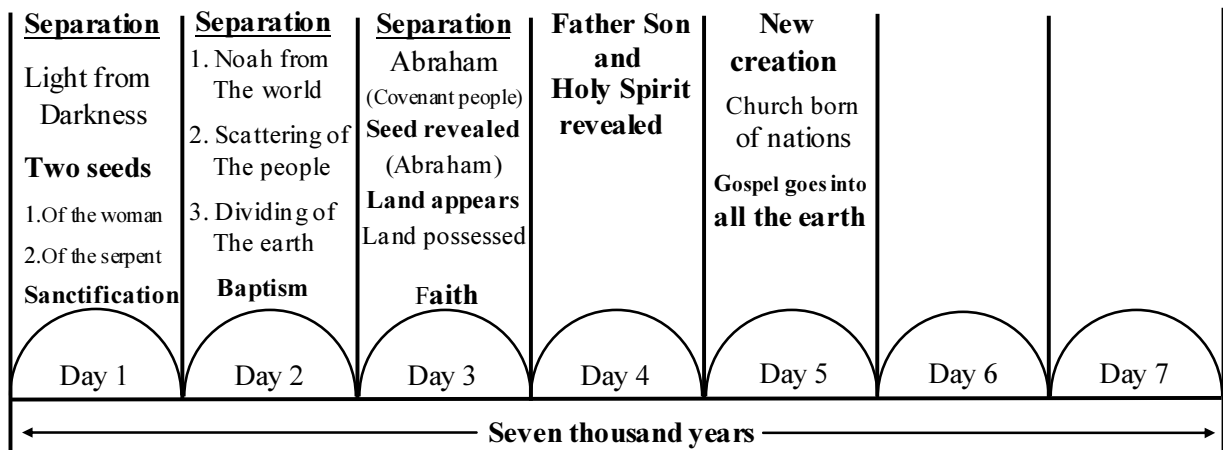 Separation
Light from
Darkness
Two seeds
1.Of the woman
2.Of the serpent
Sanctification
Separation
1. Noah from
The world
2. Scattering of
The people
3. Dividing of
The earth
Baptism
Separation
Abraham
(Covenant people)
Seed revealed
(Abraham)
Land appears
Land possessed
Faith
Father Son
and
Holy Spirit
revealed
New
creation
Church born
of nations
Gospel goes into
all the earth
Day 1
Day 2
Day 3
Day 4
Day 5
Day 6
Day 7
Seven thousand years